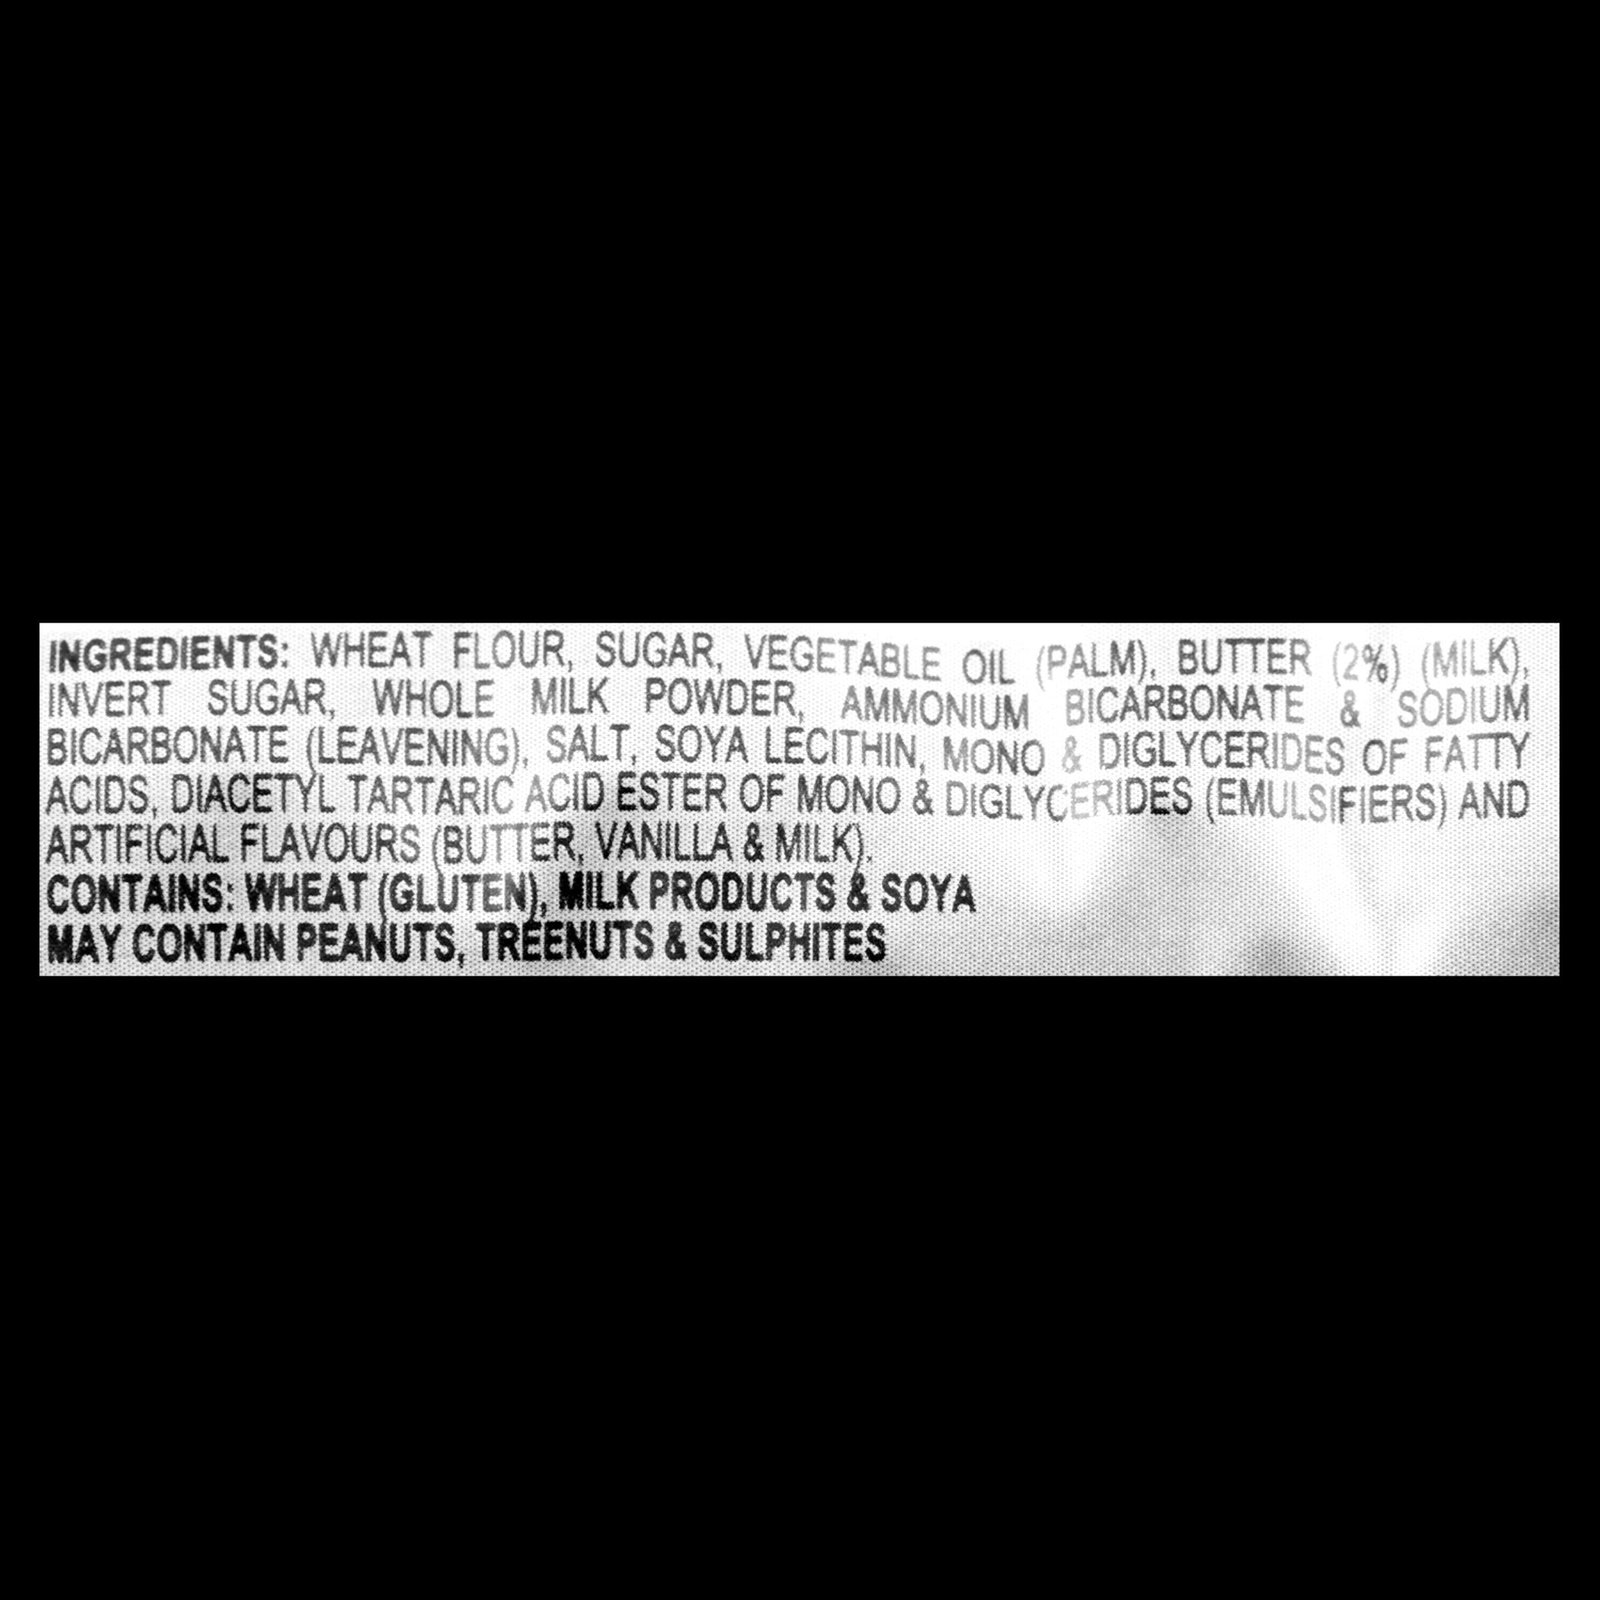 INGREDIENTS: WHEAT FLOUR, SUGAR, VEGETABLE OIL (PALM), BUTTER (2%) (MILK),
INVERT SUGAR, WHOLE MILK POWDER, AMMONIUM BICARBONATE & SODIUM
BICARBONATE (LEAVENING), SALT, SOYA LECITHIN, MONO & DIGLYCERIDES OF FATTY
ACIDS, DIACETYL TARTARIC ACID ESTER OF MONO & DIGLYCERIDES (EMULSIFIERS) AND
ARTIFICIAL FLAVOURS (BUTTER, VANILLA & MILK).
CONTAINS: WHEAT (GLUTEN), MILK PRODUCTS & SOYA
MAY CONTAIN PEANUTS, TREENUTS & SULPHITES